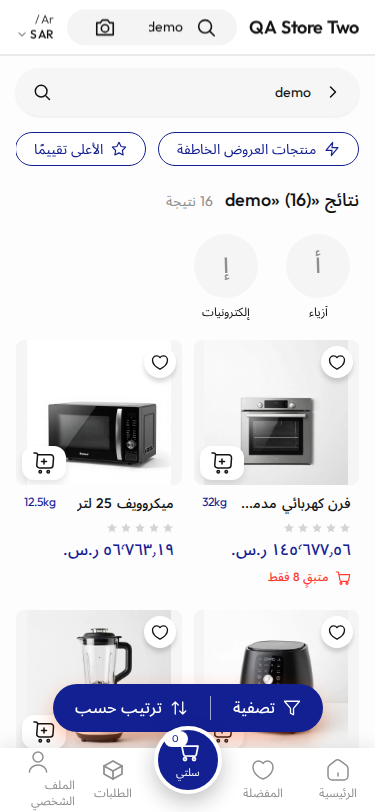 QA Store Two
demo
Ar /
SAR
demo
منتجات العروض الخاطفة
الأعلى تقييمًا
نتائج «demo» (16)
16 نتيجة
أ
إ
أزياء
إلكترونيات
فرن كهربائي مدمـ...
32kg
ميكروويف 25 لتر
12.5kg
١٤٥٬٦٧٧٫٥٦ ر.س.
٥٦٬٧٦٣٫١٩ ر.س.
متبقٍ 8 فقط
تصفية
ترتيب حسب
0
سلتي
الرئيسية
المفضلة
الطلبات
الملف
الشخصي